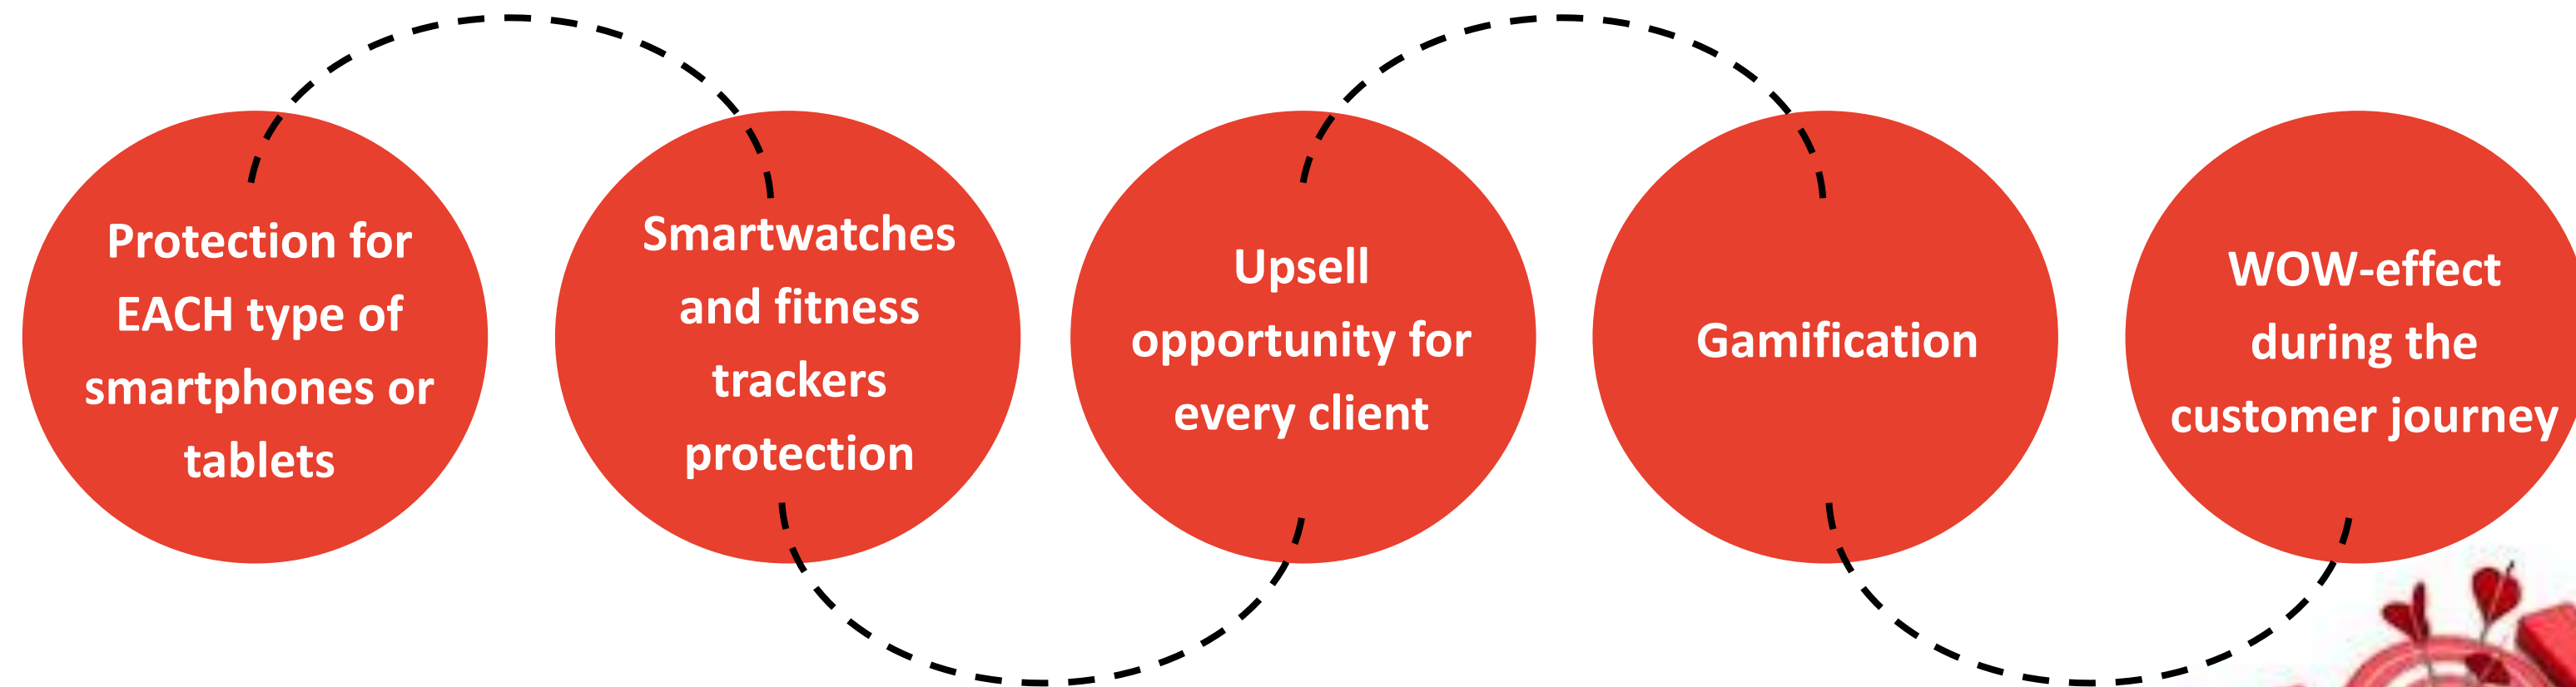 Protection for
EACH type of
smartphones or
tablets
Smartwatches
and fitness
trackers
protection
Upsell
opportunity for
every client
Gamification
WOW-effect
during the
customer journey